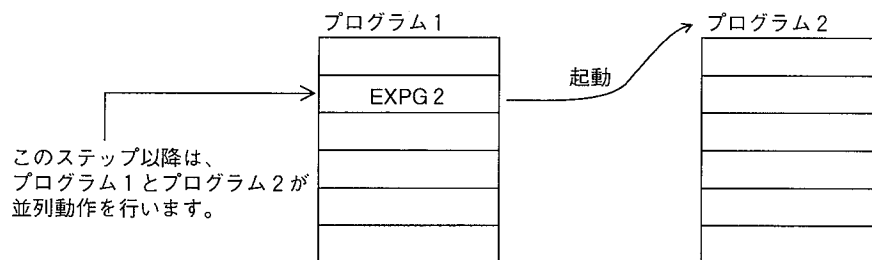 プログラム1
プログラム2
EXPG2
起動
このステップ以降は、
プログラム1とプログラム2が
並列動作を行います。